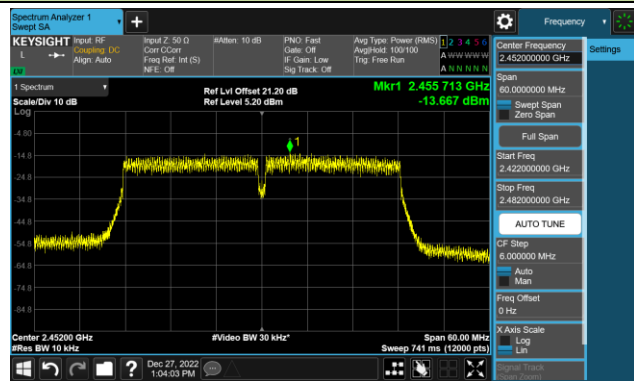 Spectrum Analyzer 1
Swept SA
Frequency
KEYSIGHT
Input: RF
Coupling: DC
Align: Auto
Input Z: 50 Ω
Corr CCorr
Freq Ref: Int (S)
NFE: Off
#Atten: 10 dB
PNO: Fast
Gate: Off
IF Gain: Low
Sig Track: Off
Avg Type: Power (RMS)
Avg|Hold: 100/100
Trig: Free Run
1 2 3 4 5 6
A W W W W W
A N N N N N
L
1 Spectrum
Scale/Div 10 dB
Log
Ref Lvl Offset 21.20 dB
Ref Level 5.20 dBm
Mkr1 2.455 713 GHz
-13.667 dBm
1
-4.80
-14.8
-24.8
-34.8
-44.8
-54.8
-64.8
-74.8
-84.8
Center 2.45200 GHz
#Res BW 10 kHz
#Video BW 30 kHz*
Span 60.00 MHz
Sweep 741 ms (12000 pts)
Center Frequency
2.452000000 GHz
Settings
Span
60.0000000 MHz
Swept Span
Zero Span
Full Span
Start Freq
2.422000000 GHz
Stop Freq
2.482000000 GHz
AUTO TUNE
CF Step
6.000000 MHz
Auto
Man
Freq Offset
0 Hz
X Axis Scale
Log
Lin
Signal Track
(Span Zoom)
Dec 27, 2022
1:04:03 PM